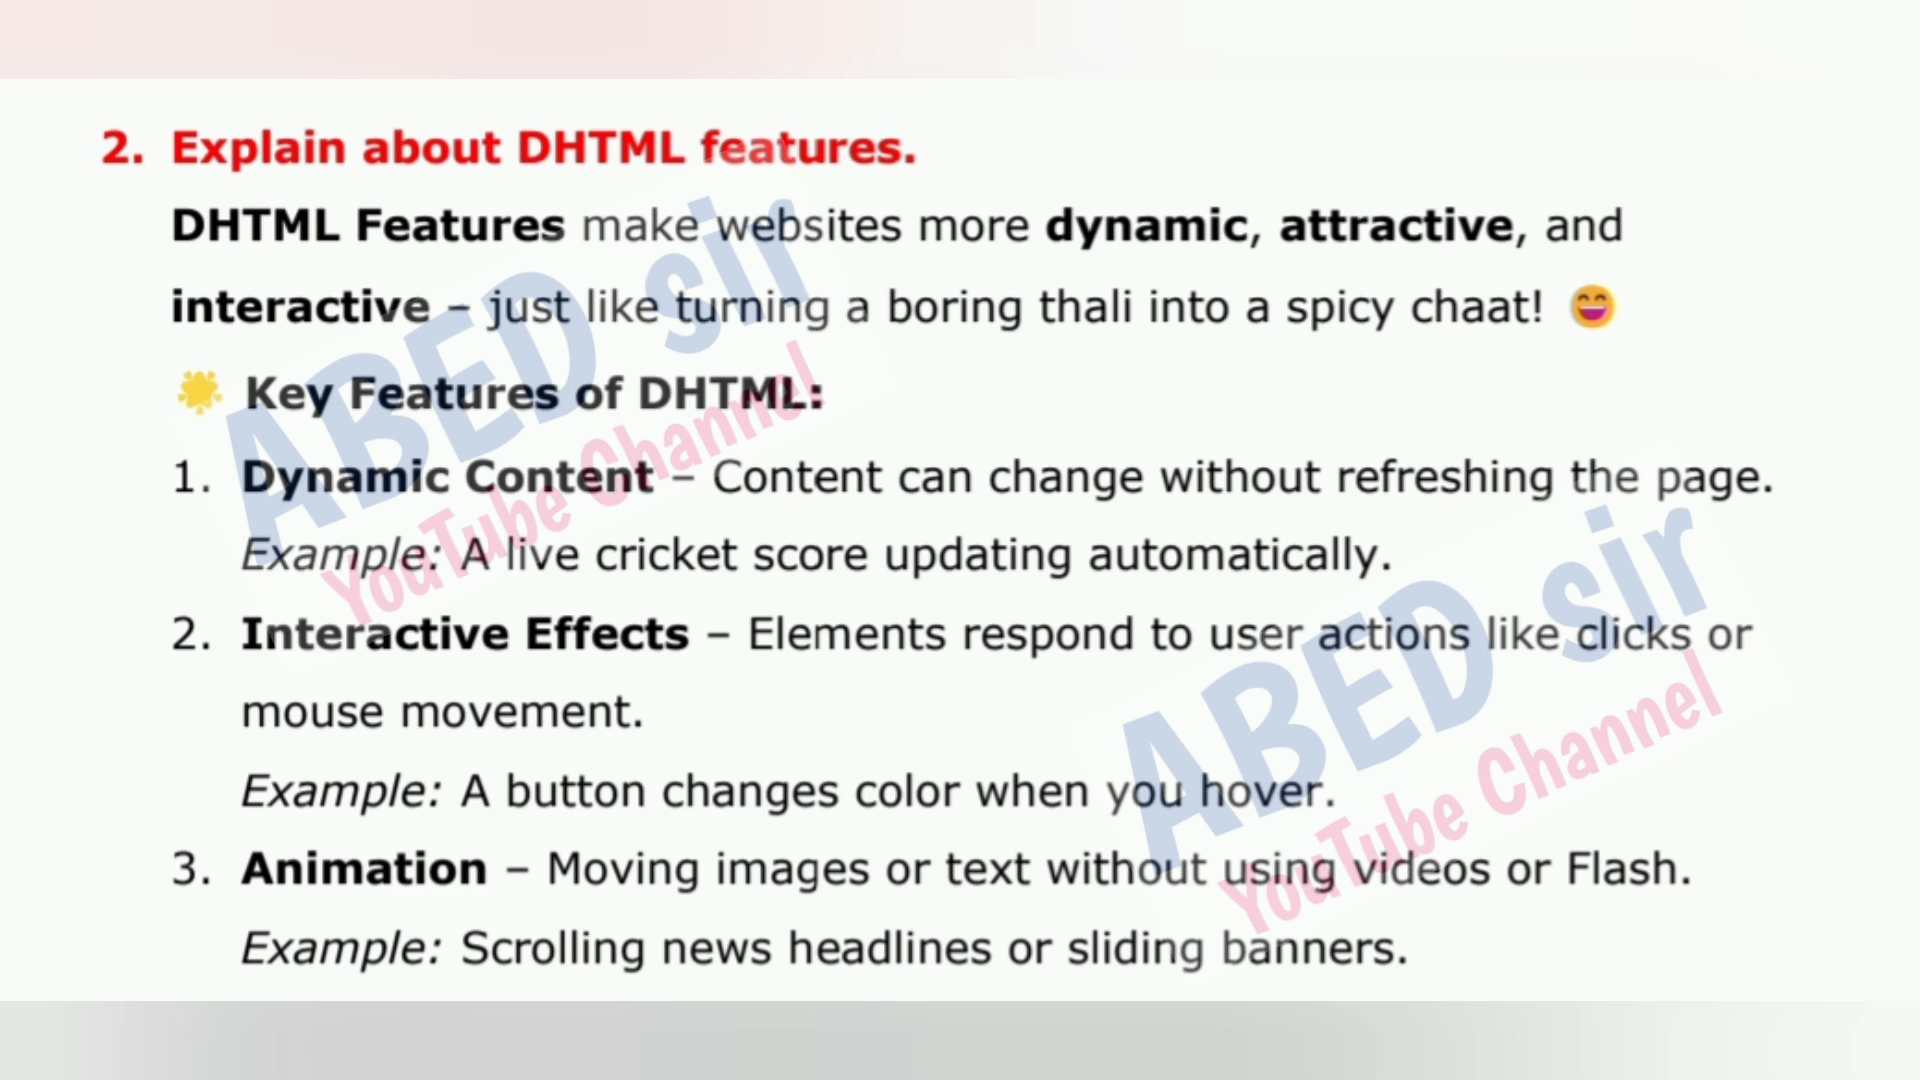 2. Explain about DHTML features.
DHTML Features make websites more dynamic, attractive, and
interactive – just like turning a boring thali into a spicy chaat! 😄
🌟 Key Features of DHTML:
1. Dynamic Content – Content can change without refreshing the page.
Example: A live cricket score updating automatically.
2. Interactive Effects – Elements respond to user actions like clicks or
mouse movement.
Example: A button changes color when you hover.
3. Animation – Moving images or text without using videos or Flash.
Example: Scrolling news headlines or sliding banners.
ABED sir
YouTube Channel
ABED sir
YouTube Channel